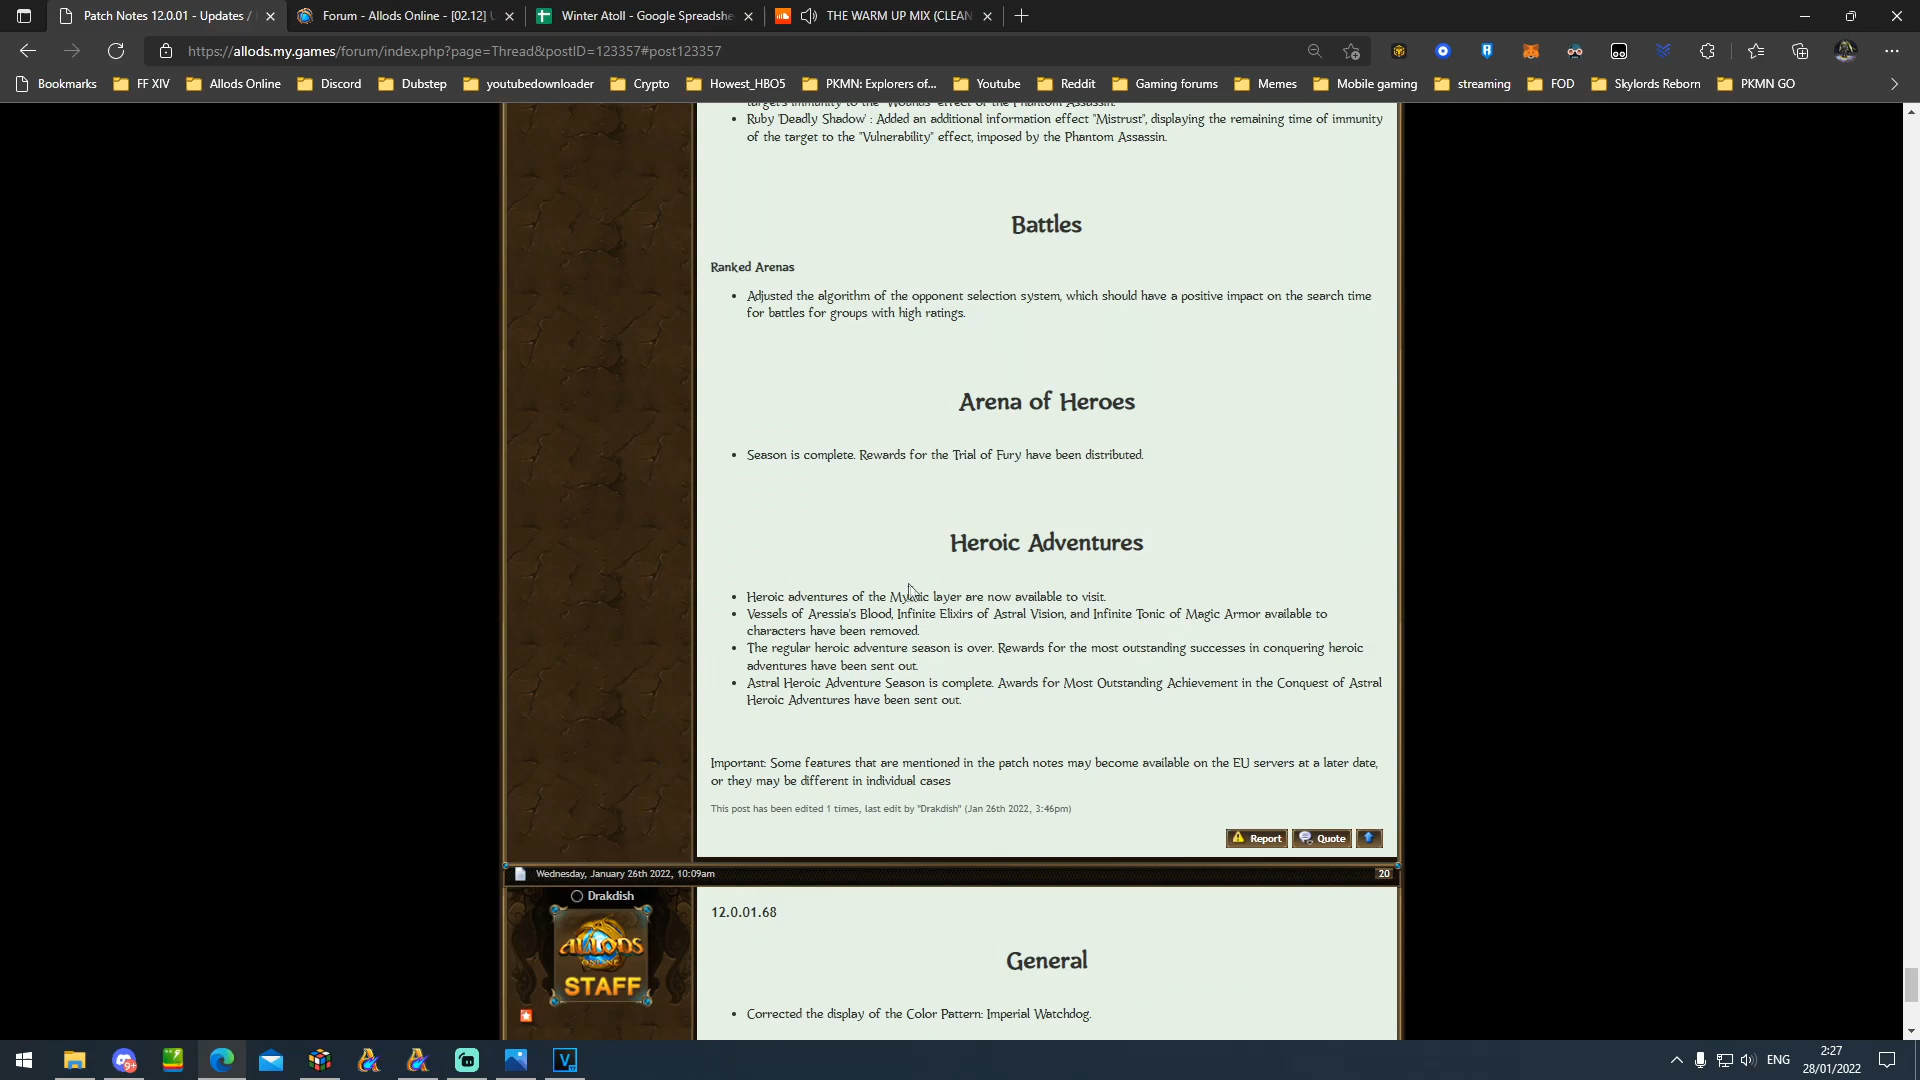 Patch Notes 12.0.01 - Updates /
Forum - Allods Online - [02.12]
Winter Atoll - Google Spreadshe
THE WARM UP MIX (CLEAN
https://allods.my.games/forum/index.php?page=Thread&postID=123357#post123357
Bookmarks
FF XIV
Allods Online
Discord
Dubstep
youtubedownloader
Crypto
Howest_HBO5
PKMN: Explorers of...
Youtube
Reddit
Gaming forums
Memes
Mobile gaming
streaming
FOD
Skylords Reborn
PKMN GO
target's immunity to the "Wounds" effect of the Phantom Assassin.
• Ruby 'Deadly Shadow' : Added an additional information effect "Mistrust", displaying the remaining time of immunity
of the target to the "Vulnerability" effect, imposed by the Phantom Assassin.
Battles
Ranked Arenas
• Adjusted the algorithm of the opponent selection system, which should have a positive impact on the search time
for battles for groups with high ratings.
Arena of Heroes
• Season is complete. Rewards for the Trial of Fury have been distributed.
Heroic Adventures
• Heroic adventures of the Mythic layer are now available to visit.
• Vessels of Aressia's Blood, Infinite Elixirs of Astral Vision, and Infinite Tonic of Magic Armor available to
characters have been removed.
• The regular heroic adventure season is over. Rewards for the most outstanding successes in conquering heroic
adventures have been sent out.
• Astral Heroic Adventure Season is complete. Awards for Most Outstanding Achievement in the Conquest of Astral
Heroic Adventures have been sent out.
Important: Some features that are mentioned in the patch notes may become available on the EU servers at a later date,
or they may be different in individual cases
This post has been edited 1 times, last edit by "Drakdish" (Jan 26th 2022, 3:46pm)
Report
Quote
Wednesday, January 26th 2022, 10:09am
20
Drakdish
ALLODS
ONLINE
STAFF
12.0.01.68
General
• Corrected the display of the Color Pattern: Imperial Watchdog.
9+
V
ENG
2:27
28/01/2022